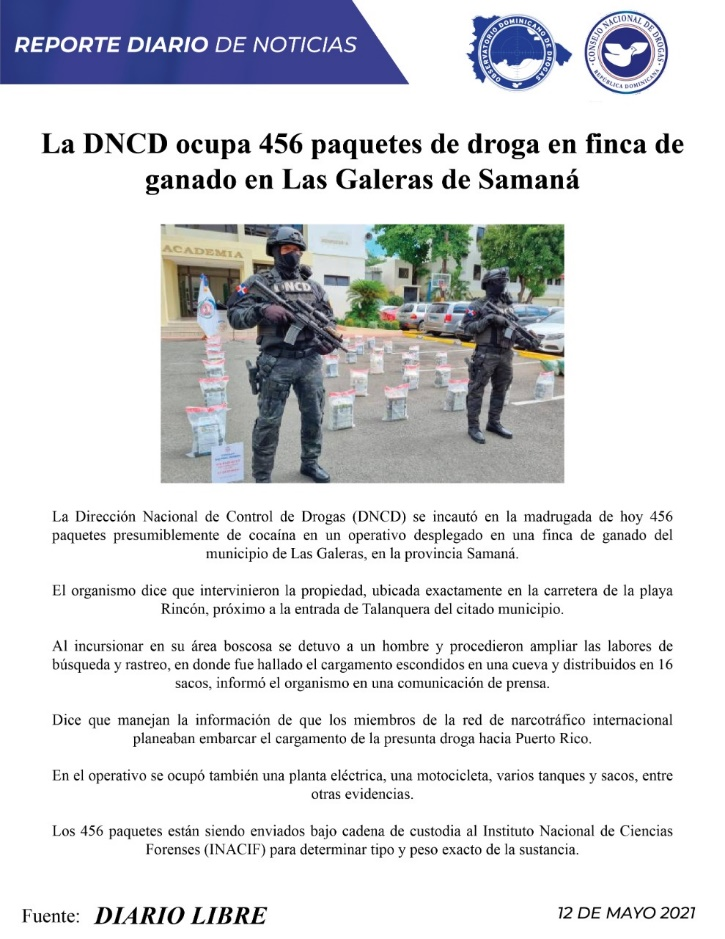 REPORTE DIARIO DE NOTICIAS
OBSERVATORIO DOMINICANO DE DROGAS
CONSEJO NACIONAL DE DROGAS
REPÚBLICA DOMINICANA
La DNCD ocupa 456 paquetes de droga en finca de
ganado en Las Galeras de Samaná
ACADEMIA
DNCD
La Dirección Nacional de Control de Drogas (DNCD) se incautó en la madrugada de hoy 456
paquetes presumiblemente de cocaína en un operativo desplegado en una finca de ganado del
municipio de Las Galeras, en la provincia Samaná.
El organismo dice que intervinieron la propiedad, ubicada exactamente en la carretera de la playa
Rincón, próximo a la entrada de Talanquera del citado municipio.
Al incursionar en su área boscosa se detuvo a un hombre y procedieron ampliar las labores de
búsqueda y rastreo, en donde fue hallado el cargamento escondidos en una cueva y distribuidos en 16
sacos, informó el organismo en una comunicación de prensa.
Dice que manejan la información de que los miembros de la red de narcotráfico internacional
planeaban embarcar el cargamento de la presunta droga hacia Puerto Rico.
En el operativo se ocupó también una planta eléctrica, una motocicleta, varios tanques y sacos, entre
otras evidencias.
Los 456 paquetes están siendo enviados bajo cadena de custodia al Instituto Nacional de Ciencias
Forenses (INACIF) para determinar tipo y peso exacto de la sustancia.
Fuente: DIARIO LIBRE
12 DE MAYO 2021